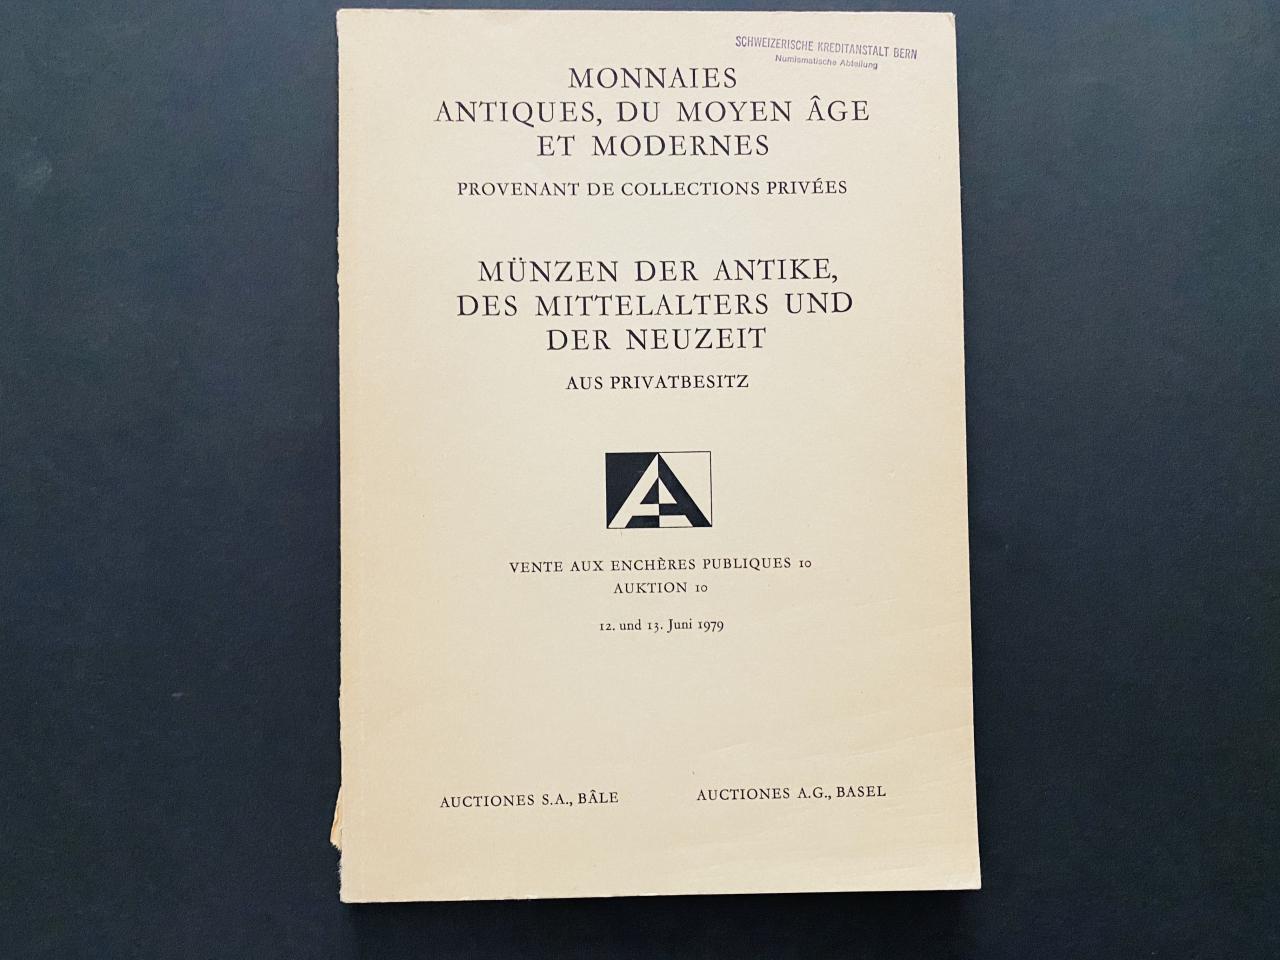 SCHWEIZERISCHE KREDITANSTALT BERN
Numismatische Abteilung
MONNAIES
ANTIQUES, DU MOYEN ÂGE
ET MODERNES
PROVENANT DE COLLECTIONS PRIVÉES
MÜNZEN DER ANTIKE,
DES MITTELALTERS UND
DER NEUZEIT
AUS PRIVATBESITZ
A
VENTE AUX ENCHÈRES PUBLIQUES 10
AUKTION 10
12. und 13. Juni 1979
AUCTIONES S.A., BÂLE
AUCTIONES A.G., BASEL